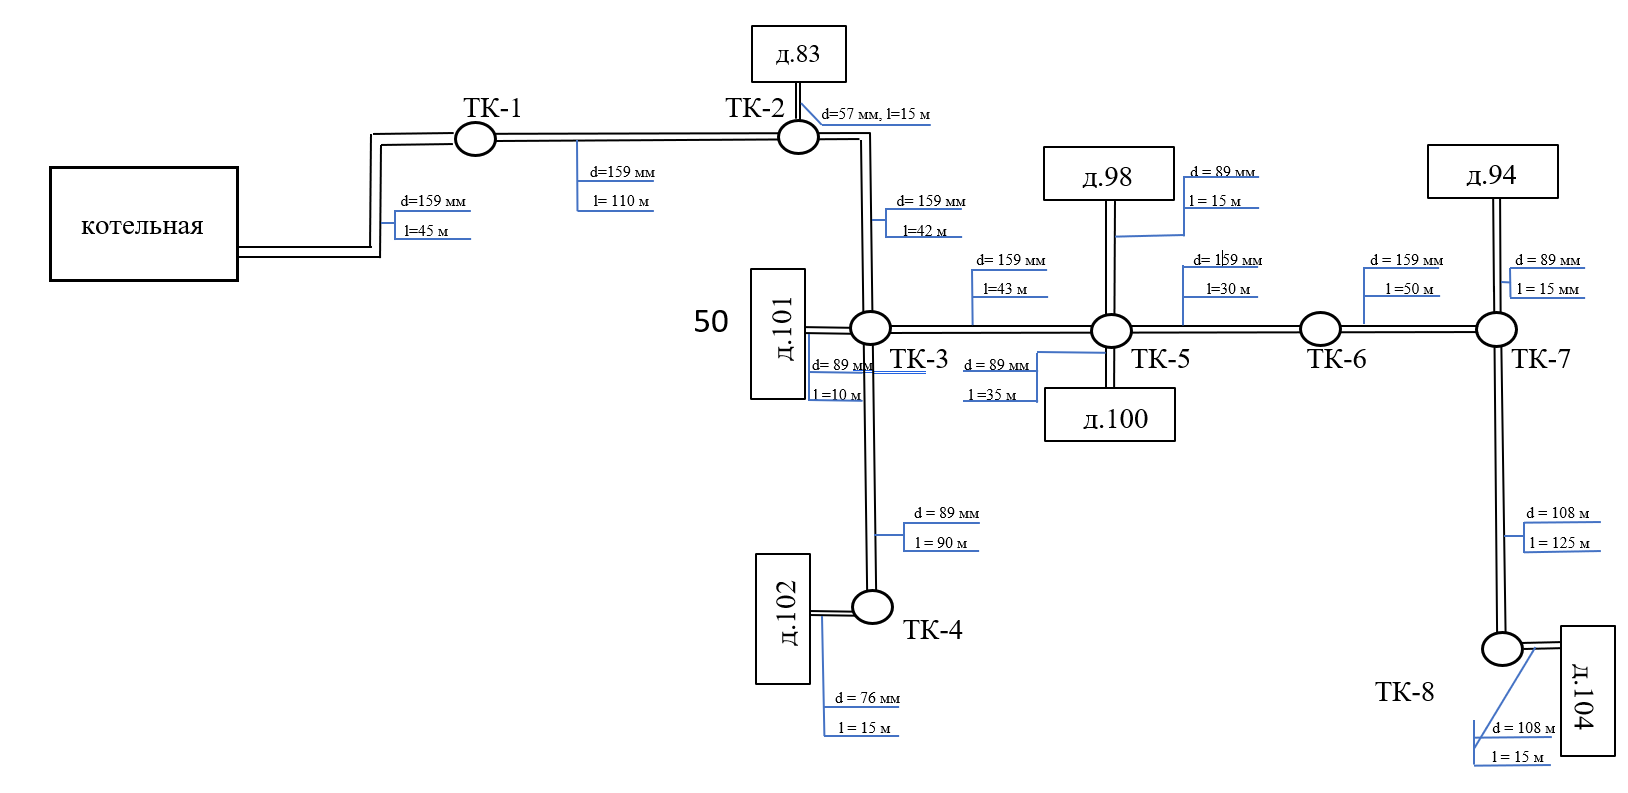 д.83
ТК-1
ТК-2
d=57 мм, l=15 м
котельная
d=159 мм
l=45 м
d=159 мм
l= 110 м
d= 159 мм
l=42 м
д.98
d = 89 мм
l = 15 м
д.94
d= 159 мм
l=43 м
d= 159 мм
l=30 м
d = 159 мм
l =50 м
d = 89 мм
l = 15 мм
50
д.101
ТК-3
d= 89 мм
l =10 м
d = 89 мм
l =35 м
ТК-5
ТК-6
ТК-7
д.100
d = 89 мм
l = 90 м
d = 108 м
l = 125 м
д.102
ТК-4
d = 76 мм
l = 15 м
ТК-8
д.104
d = 108 м
l = 15 м